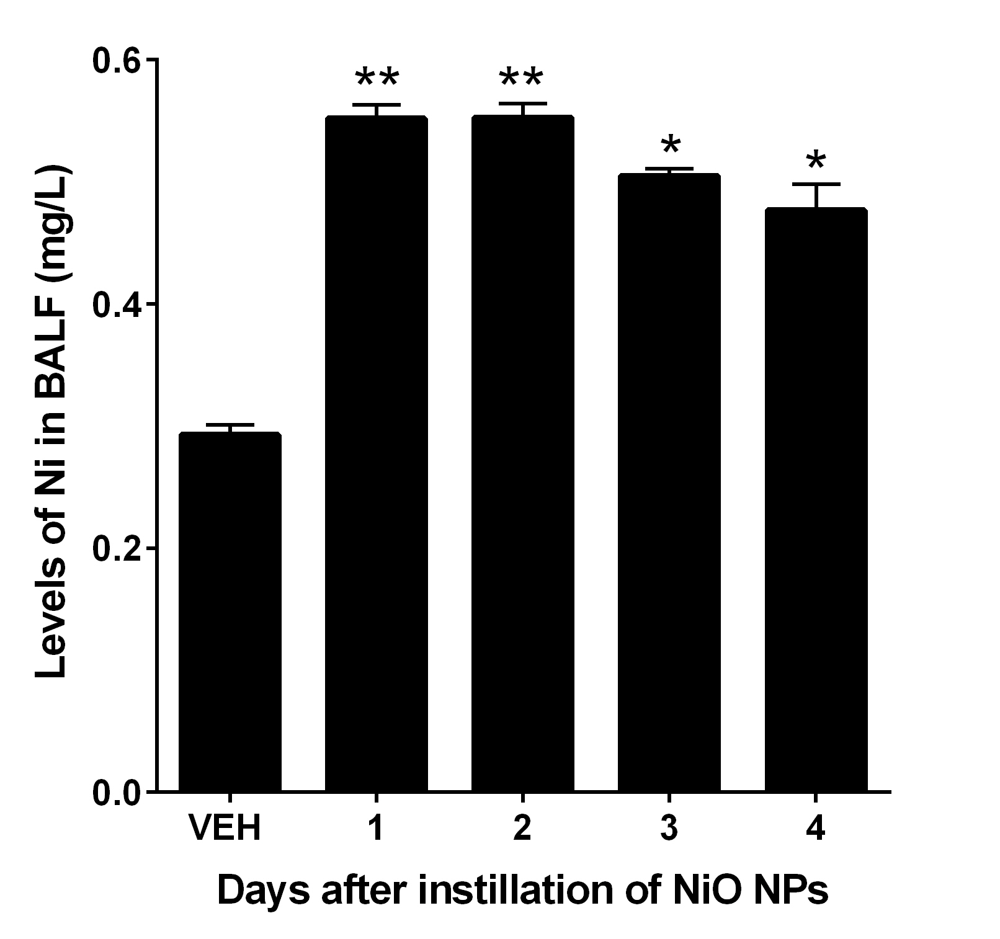 Levels of Ni in BALF (mg/L)
0.6
0.4
0.2
0.0
**
**
*
*
VEH 1 2 3 4
Days after instillation of NiO NPs